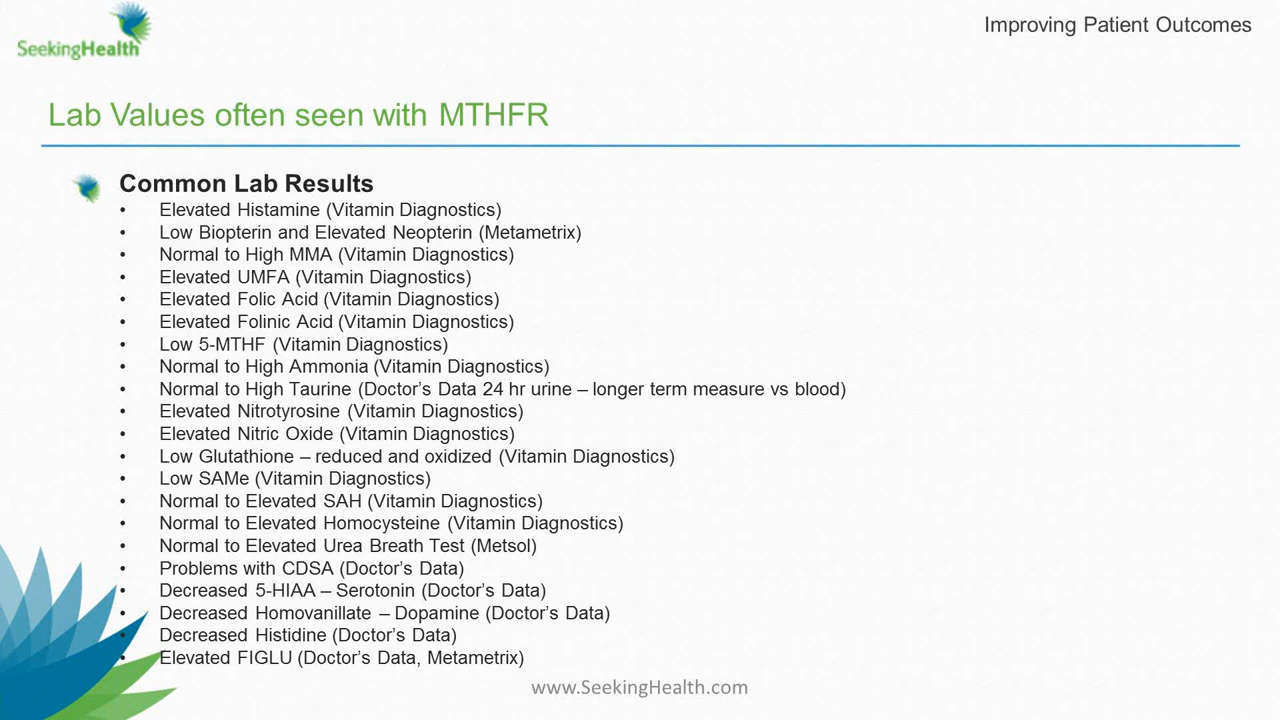 SeekingHealth
Improving Patient Outcomes
Lab Values often seen with MTHFR
Common Lab Results
• Elevated Histamine (Vitamin Diagnostics)
• Low Biopterin and Elevated Neopterin (Metametrix)
• Normal to High MMA (Vitamin Diagnostics)
• Elevated UMFA (Vitamin Diagnostics)
• Elevated Folic Acid (Vitamin Diagnostics)
• Elevated Folinic Acid (Vitamin Diagnostics)
• Low 5-MTHF (Vitamin Diagnostics)
• Normal to High Ammonia (Vitamin Diagnostics)
• Normal to High Taurine (Doctor’s Data 24 hr urine – longer term measure vs blood)
• Elevated Nitrotyrosine (Vitamin Diagnostics)
• Elevated Nitric Oxide (Vitamin Diagnostics)
• Low Glutathione – reduced and oxidized (Vitamin Diagnostics)
• Low SAMe (Vitamin Diagnostics)
• Normal to Elevated SAH (Vitamin Diagnostics)
• Normal to Elevated Homocysteine (Vitamin Diagnostics)
• Normal to Elevated Urea Breath Test (Metsol)
• Problems with CDSA (Doctor’s Data)
• Decreased 5-HIAA – Serotonin (Doctor’s Data)
• Decreased Homovanillate – Dopamine (Doctor’s Data)
• Decreased Histidine (Doctor’s Data)
• Elevated FIGLU (Doctor’s Data, Metametrix)
www.SeekingHealth.com